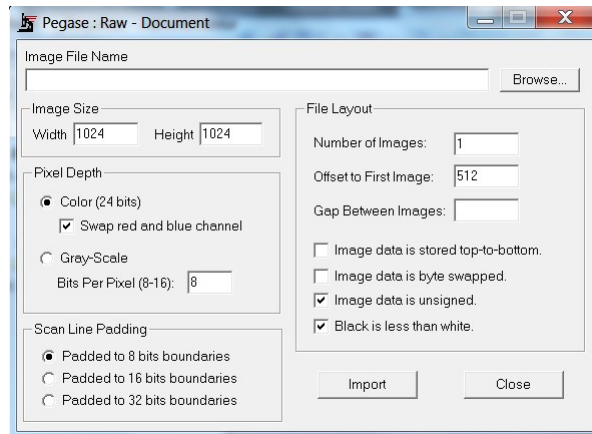 Pegase : Raw - Document
Image File Name
Browse...
Image Size
Width 1024 Height 1024
Pixel Depth
Color (24 bits)
Swap red and blue channel
Gray-Scale
Bits Per Pixel (8-16): 8
Scan Line Padding
Padded to 8 bits boundaries
Padded to 16 bits boundaries
Padded to 32 bits boundaries
File Layout
Number of Images: 1
Offset to First Image: 512
Gap Between Images:
Image data is stored top-to-bottom.
Image data is byte swapped.
Image data is unsigned.
Black is less than white.
Import Close